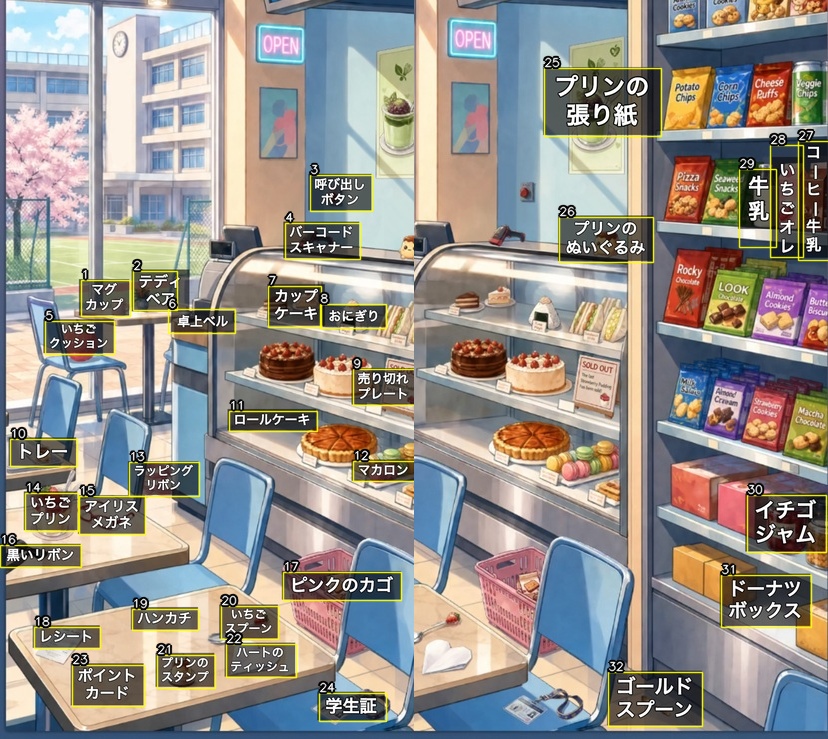 OPEN
OPEN
25
プリンの
張り紙
Potato
Chips
Corn
Chips
Cheese
Puffs
Veggie
Chips
3
呼び出し
ボタン
4
バーコード
スキャナー
26
プリンの
ぬいぐるみ
Pizza
Snacks
Seaweed
Snacks
29
牛乳
28
いちごオレ
27
コーヒー牛乳
1
マグ
カップ
2
テディ
ベア
5
いちご
クッション
6
卓上ベル
7
カップ
ケーキ
8
おにぎり
Rocky
Chocolate
LOOK
Chocolate
Almond
Cookies
9
売り切れ
プレート
SOLD OUT
11
ロールケーキ
Almond
Cream
Strawberry
Cookies
Maccha
Chocolate
10
トレー
12
マカロン
13
ラッピング
リボン
14
いちご
プリン
15
アイリス
メガネ
16
黒いリボン
30
イチゴ
ジャム
17
ピンクのカゴ
31
ドーナツ
ボックス
18
レシート
19
ハンカチ
20
いちご
スプーン
21
プリンの
スタンプ
22
ハートの
ティッシュ
23
ポイント
カード
24
学生証
32
ゴールド
スプーン